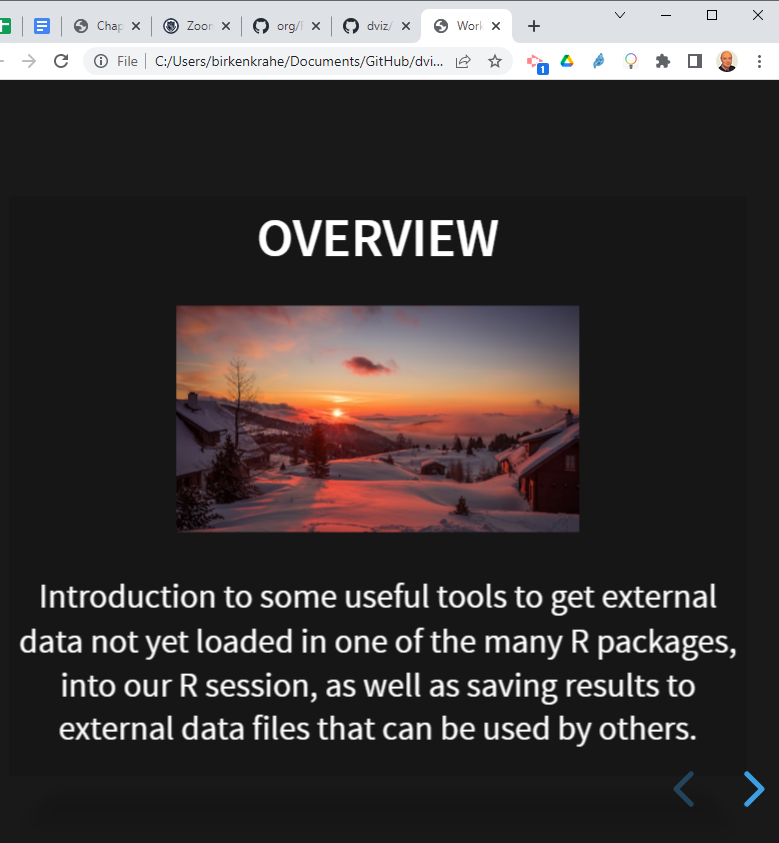 Chap
Zoor
org/
dviz/
Work
File
C:/Users/birkenkrahe/Documents/GitHub/dvi...
1
OVERVIEW
Introduction to some useful tools to get external
data not yet loaded in one of the many R packages,
into our R session, as well as saving results to
external data files that can be used by others.